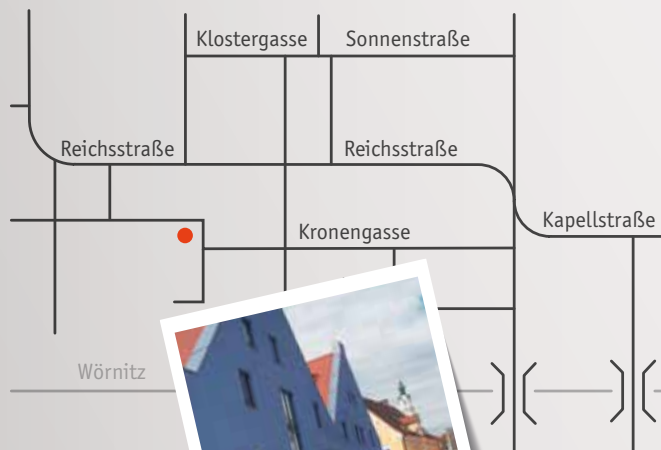 Klostergasse
Sonnenstraße
Reichsstraße
Reichsstraße
Kapellstraße
Kronengasse
Wörnitz